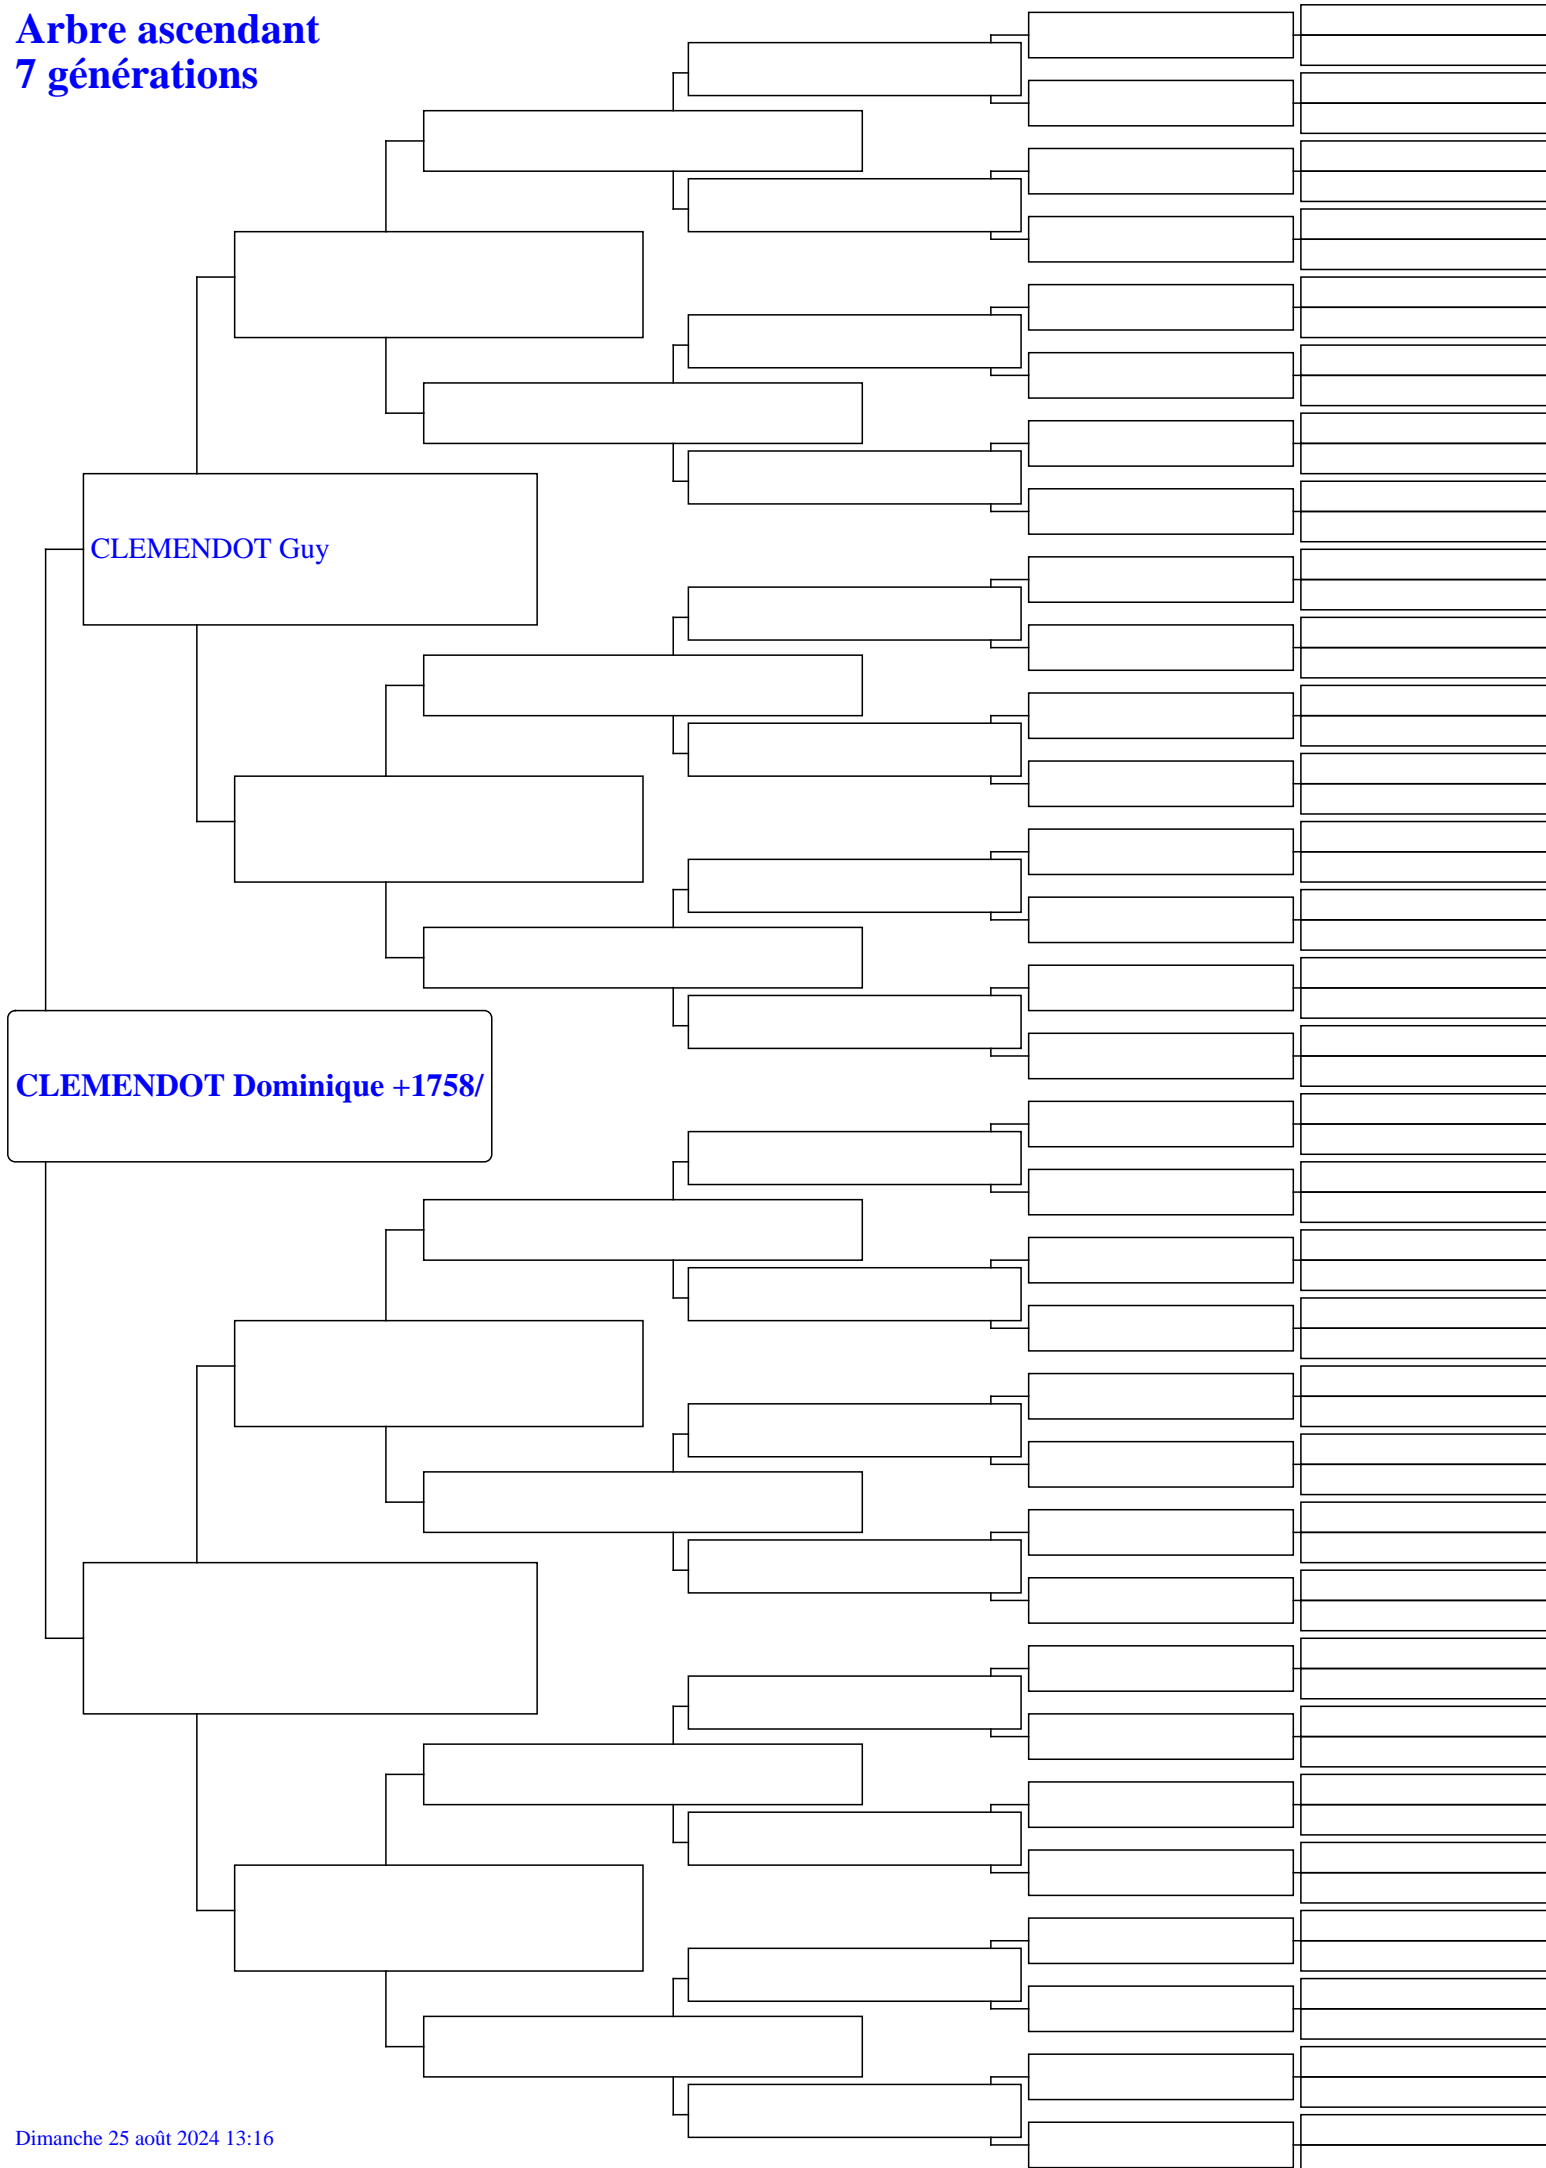 Arbre ascendant
7 générations
CLEMENDOT Guy
CLEMENDOT Dominique +1758/
Dimanche 25 août 2024 13:16